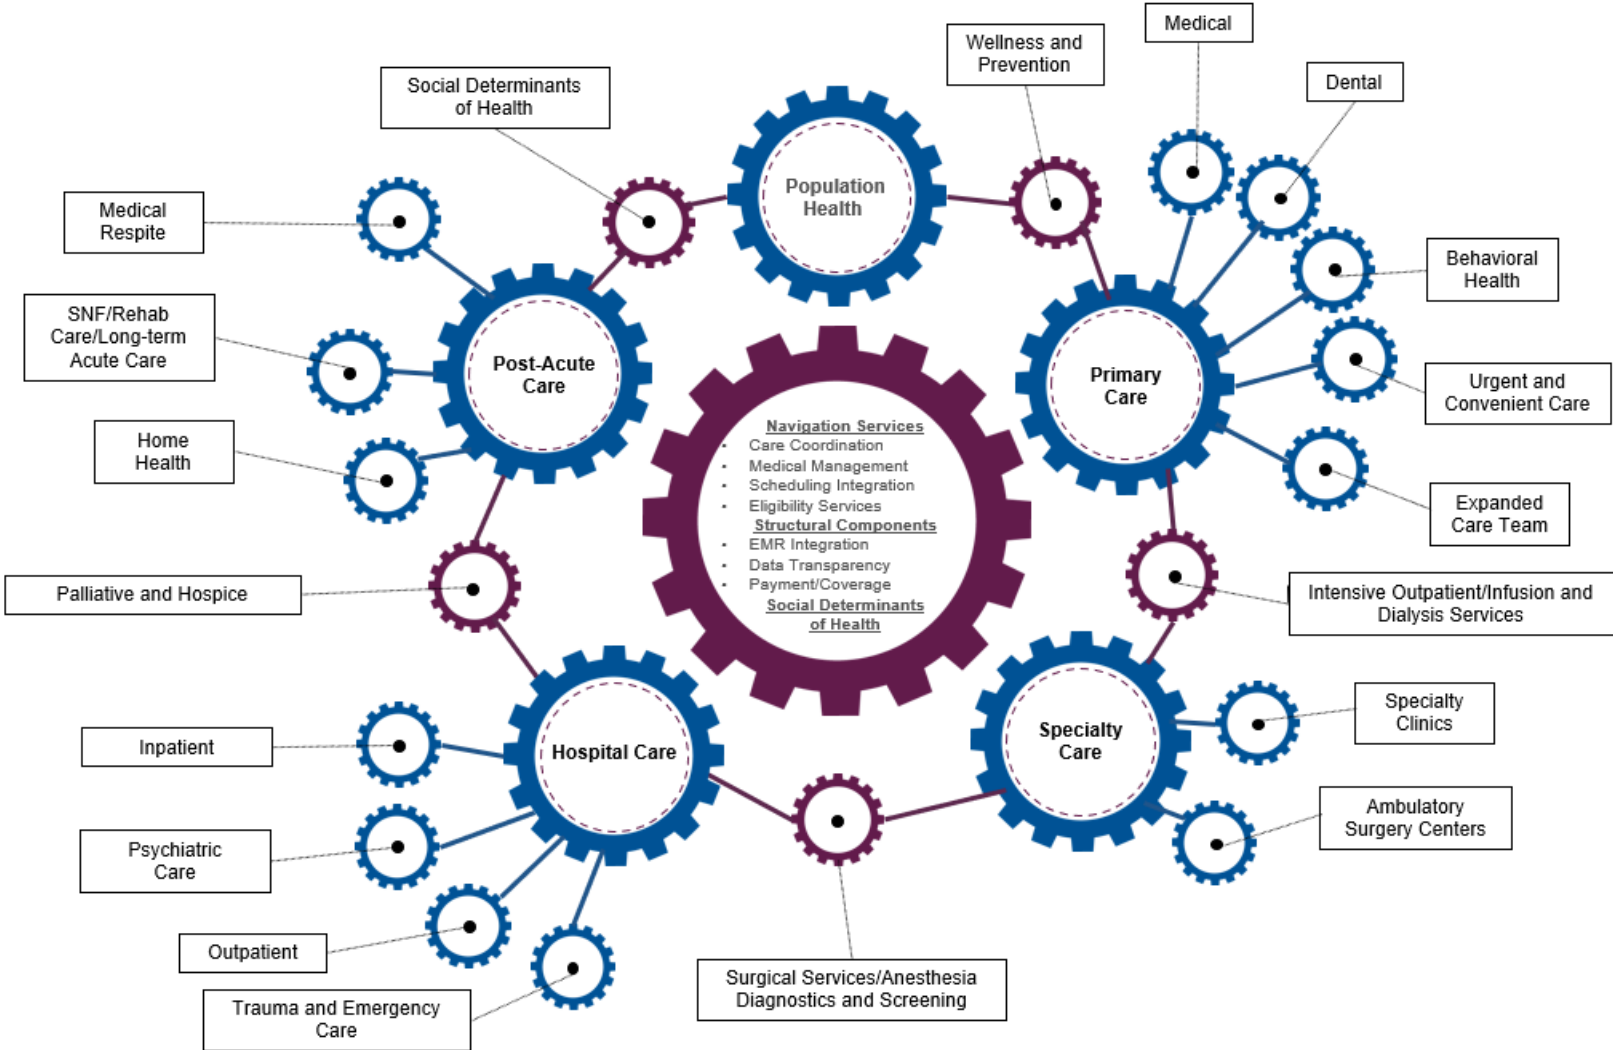 Medical
Wellness and
Prevention
Dental
Social Determinants
of Health
Population
Health
Medical
Respite
Behavioral
Health
SNF/Rehab
Care/Long-term
Acute Care
Post-Acute
Care
Primary
Care
Urgent and
Convenient Care
Home
Health
Navigation Services
• Care Coordination
• Medical Management
• Scheduling Integration
• Eligibility Services
Structural Components
• EMR Integration
• Data Transparency
• Payment/Coverage
Social Determinants
of Health
Expanded
Care Team
Palliative and Hospice
Intensive Outpatient/Infusion and
Dialysis Services
Inpatient
Hospital Care
Specialty
Care
Specialty
Clinics
Ambulatory
Surgery Centers
Psychiatric
Care
Outpatient
Trauma and Emergency
Care
Surgical Services/Anesthesia
Diagnostics and Screening